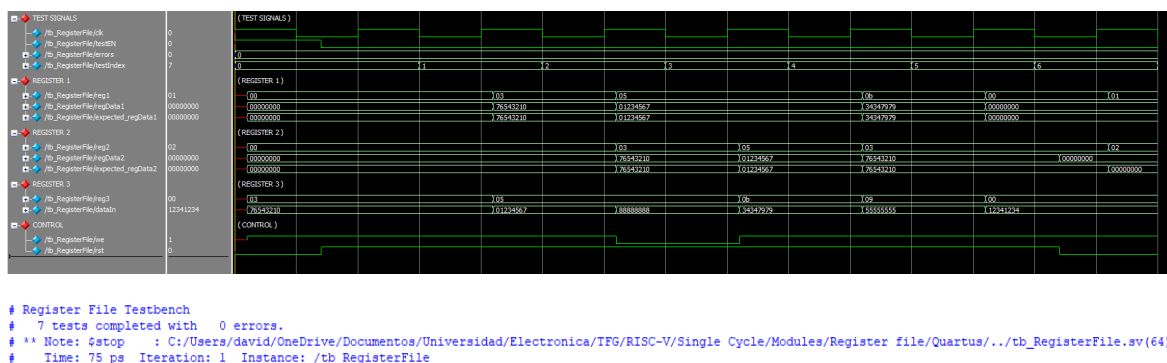 TEST SIGNALS (TEST SIGNALS)
/tb_RegisterFile/clk 0
/tb_RegisterFile/testEN 0
/tb_RegisterFile/errors 0 0
/tb_RegisterFile/testIndex 7 0 1 2 3 4 5 6
REGISTER 1 (REGISTER 1)
/tb_RegisterFile/reg1 01 00 03 05 0b 00 01
/tb_RegisterFile/regData1 00000000 00000000 76543210 01234567 34347979 00000000
/tb_RegisterFile/expected_regData1 00000000 00000000 76543210 01234567 34347979 00000000
REGISTER 2 (REGISTER 2)
/tb_RegisterFile/reg2 02 00 03 05 03 02
/tb_RegisterFile/regData2 00000000 00000000 76543210 01234567 76543210 00000000
/tb_RegisterFile/expected_regData2 00000000 00000000 76543210 01234567 76543210 00000000
REGISTER 3 (REGISTER 3)
/tb_RegisterFile/reg3 00 03 05 0b 09 00
/tb_RegisterFile/dataIn 12341234 76543210 01234567 88888888 34347979 55555555 12341234
CONTROL (CONTROL)
/tb_RegisterFile/we 1
/tb_RegisterFile/rst 0
# Register File Testbench
# 7 tests completed with 0 errors.
# ** Note: $stop : C:/Users/david/OneDrive/Documentos/Universidad/Electronica/TFG/RISC-V/Single Cycle/Modules/Register file/Quartus/../tb_RegisterFile.sv(64)
# Time: 75 ps Iteration: 1 Instance: /tb_RegisterFile